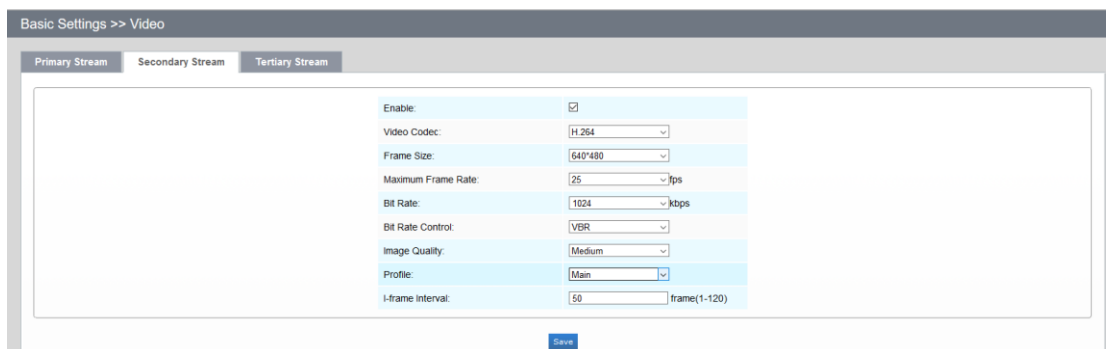 Basic Settings >> Video
Primary Stream Secondary Stream Tertiary Stream
Enable:
Video Codec: H.264
Frame Size: 640*480
Maximum Frame Rate: 25 fps
Bit Rate: 1024 kbps
Bit Rate Control: VBR
Image Quality: Medium
Profile: Main
I-frame Interval: 50 frame(1-120)
Save